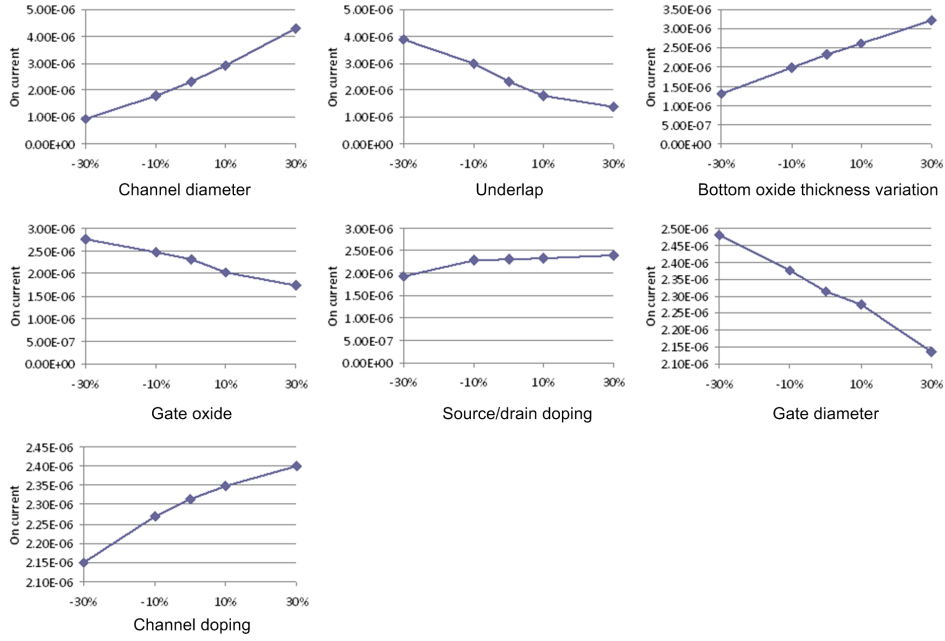 On current
5.00E-06
4.00E-06
3.00E-06
2.00E-06
1.00E-06
0.00E+00
-30% -10% 10% 30%
Channel diameter
On current
5.00E-06
4.00E-06
3.00E-06
2.00E-06
1.00E-06
0.00E+00
-30% -10% 10% 30%
Underlap
On current
3.50E-06
3.00E-06
2.50E-06
2.00E-06
1.50E-06
1.00E-06
5.00E-07
0.00E+00
-30% -10% 10% 30%
Bottom oxide thickness variation
On current
3.00E-06
2.50E-06
2.00E-06
1.50E-06
1.00E-06
5.00E-07
0.00E+00
-30% -10% 10% 30%
Gate oxide
On current
3.00E-06
2.50E-06
2.00E-06
1.50E-06
1.00E-06
5.00E-07
0.00E+00
-30% -10% 10% 30%
Source/drain doping
On current
2.50E-06
2.45E-06
2.40E-06
2.35E-06
2.30E-06
2.25E-06
2.20E-06
2.15E-06
2.10E-06
-30% -10% 10% 30%
Gate diameter
On current
2.45E-06
2.40E-06
2.35E-06
2.30E-06
2.25E-06
2.20E-06
2.15E-06
2.10E-06
-30% -10% 10% 30%
Channel doping